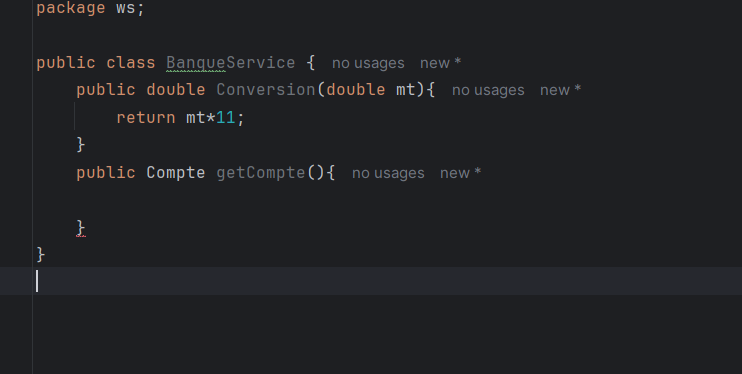 package ws;
public class BanqueService {  no usages  new *
    public double Conversion(double mt){  no usages  new *
        return mt*11;
    }
    public Compte getCompte(){  no usages  new *
    }
}